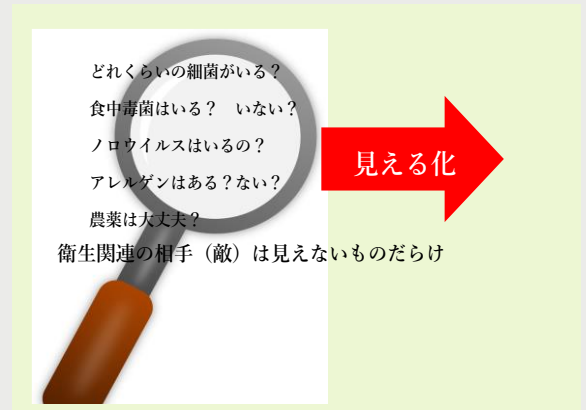 どれくらいの細菌がいる？
食中毒菌はいる？　いない？
ノロウイルスはいるの？
アレルゲンはある？ない？
農薬は大丈夫？
衛生関連の相手（敵）は見えないものだらけ
見える化